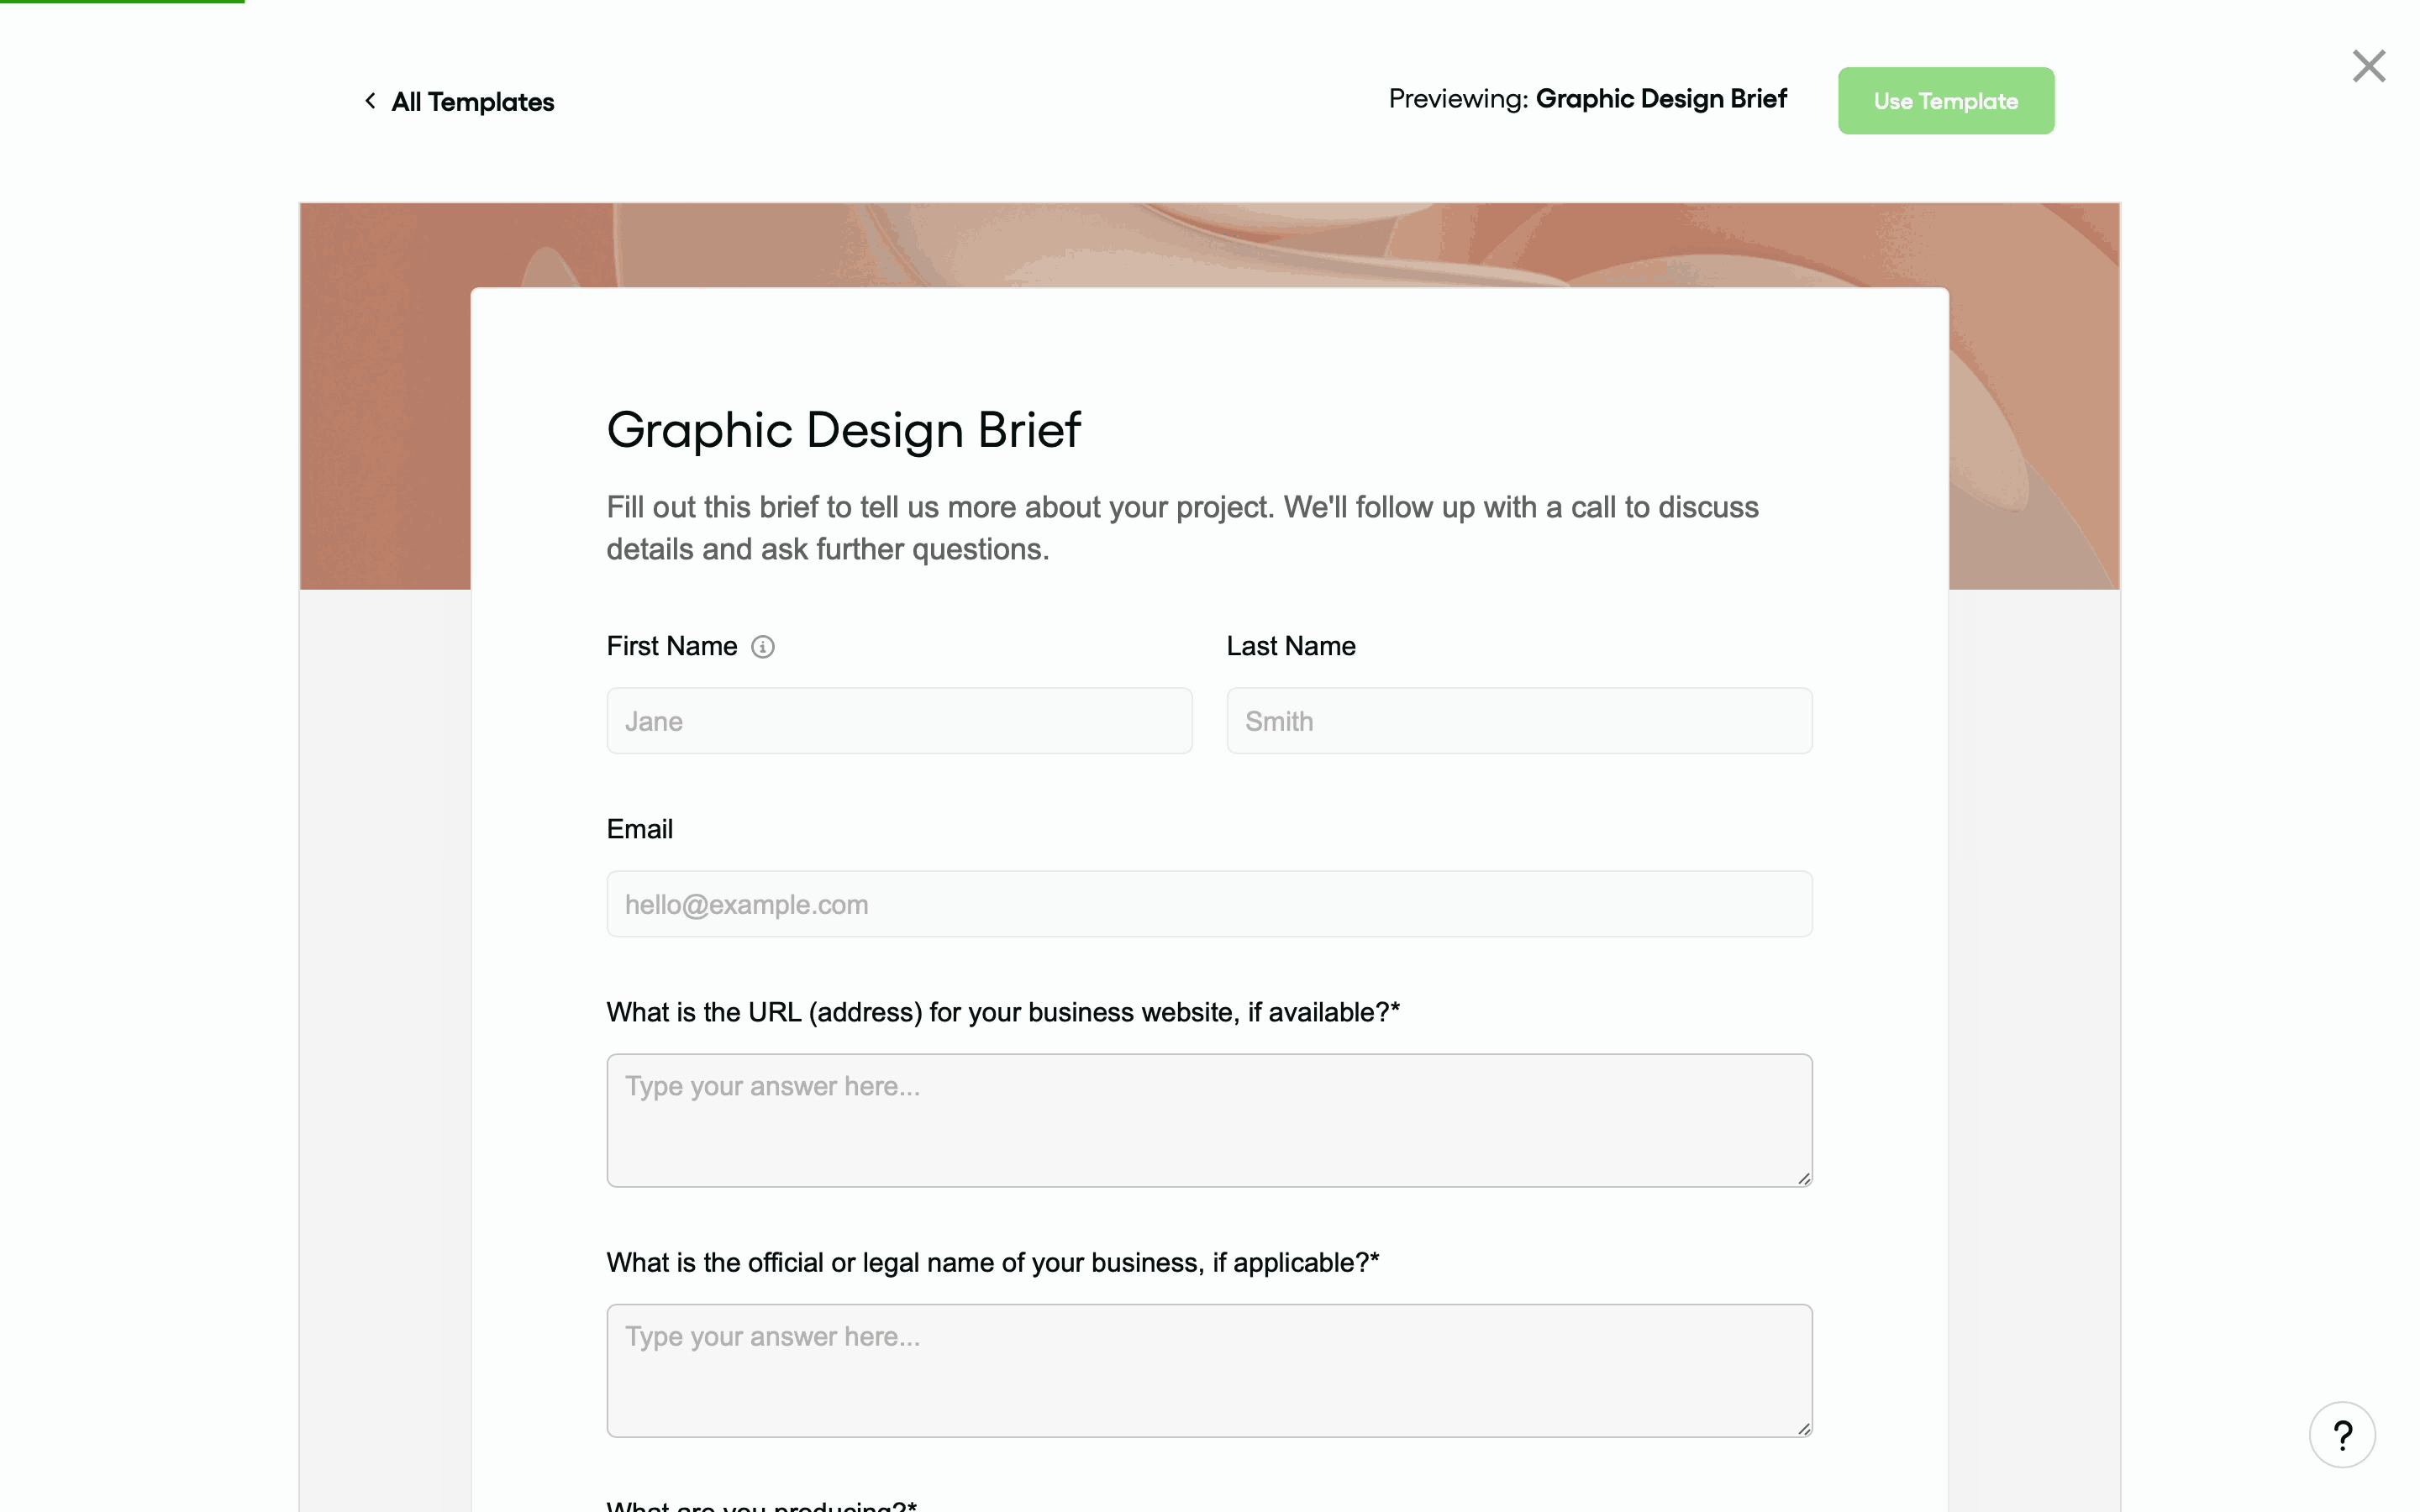 All Templates
Previewing: Graphic Design Brief
Use Template
Graphic Design Brief
Fill out this brief to tell us more about your project. We'll follow up with a call to discuss
details and ask further questions.
First Name
Last Name
Jane
Smith
Email
hello@example.com
What is the URL (address) for your business website, if available?*
Type your answer here...
What is the official or legal name of your business, if applicable?*
Type your answer here...
What are you producing?*
?